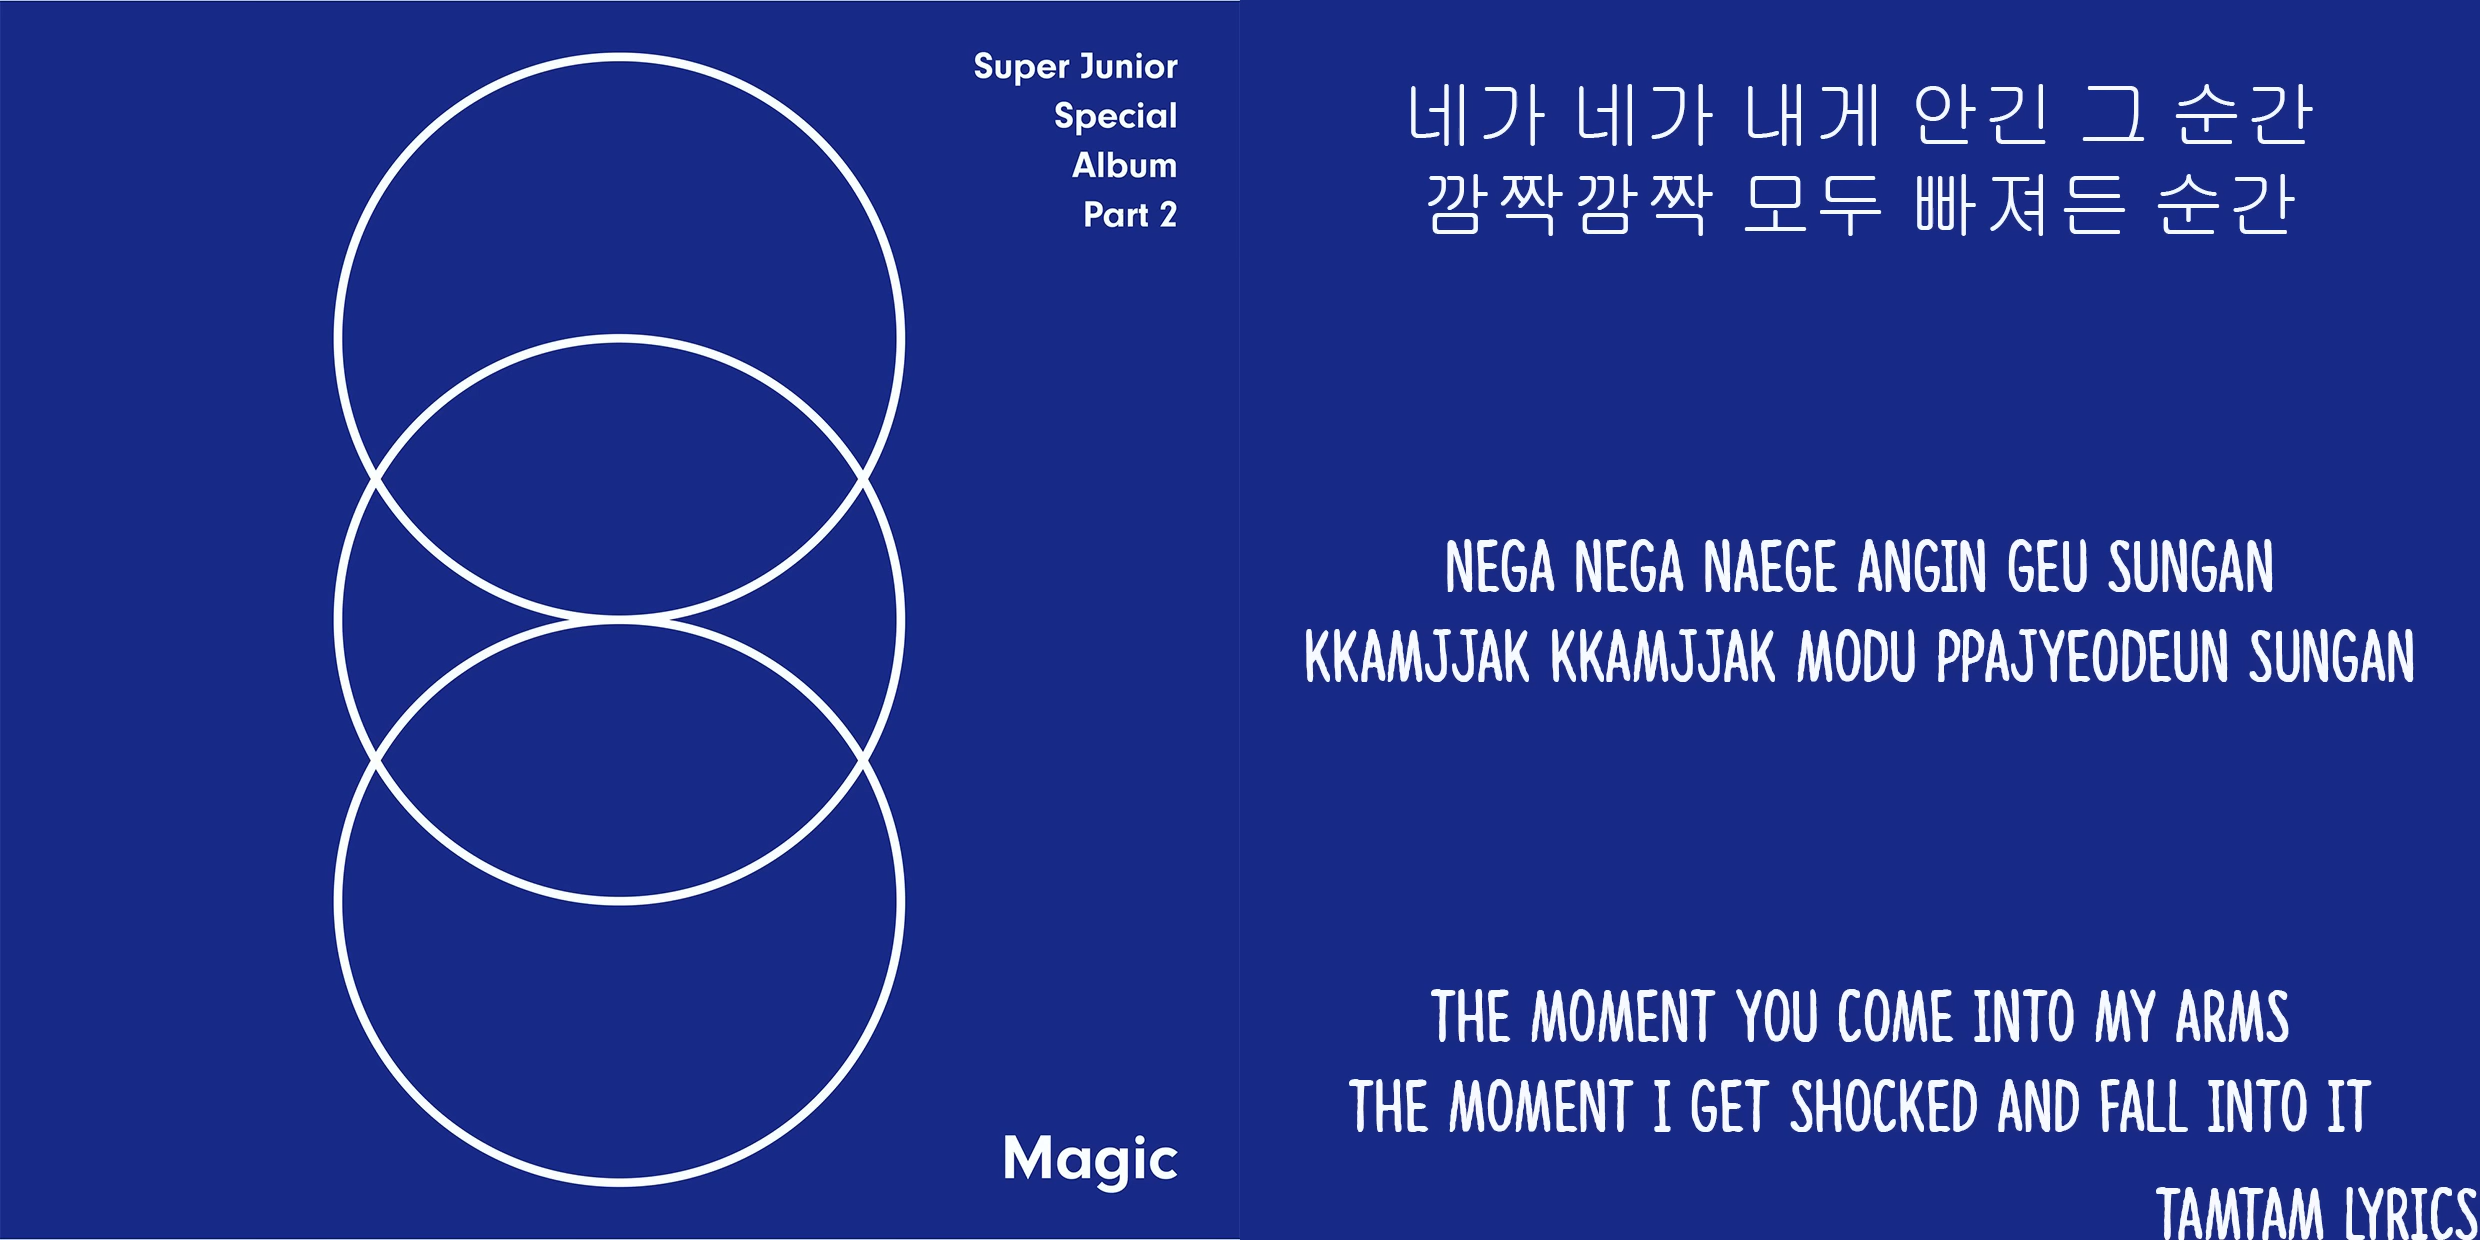 Super Junior
Special
Album
Part 2
Magic
네가 네가 내게 안긴 그 순간
깜짝깜짝 모두 빠져든 순간
NEGA NEGA NAEGE ANGIN GEU SUNGAN
KKAMJJAK KKAMJJAK MODU PPAJYEODEUN SUNGAN
THE MOMENT YOU COME INTO MY ARMS
THE MOMENT I GET SHOCKED AND FALL INTO IT
TAMTAM LYRICS